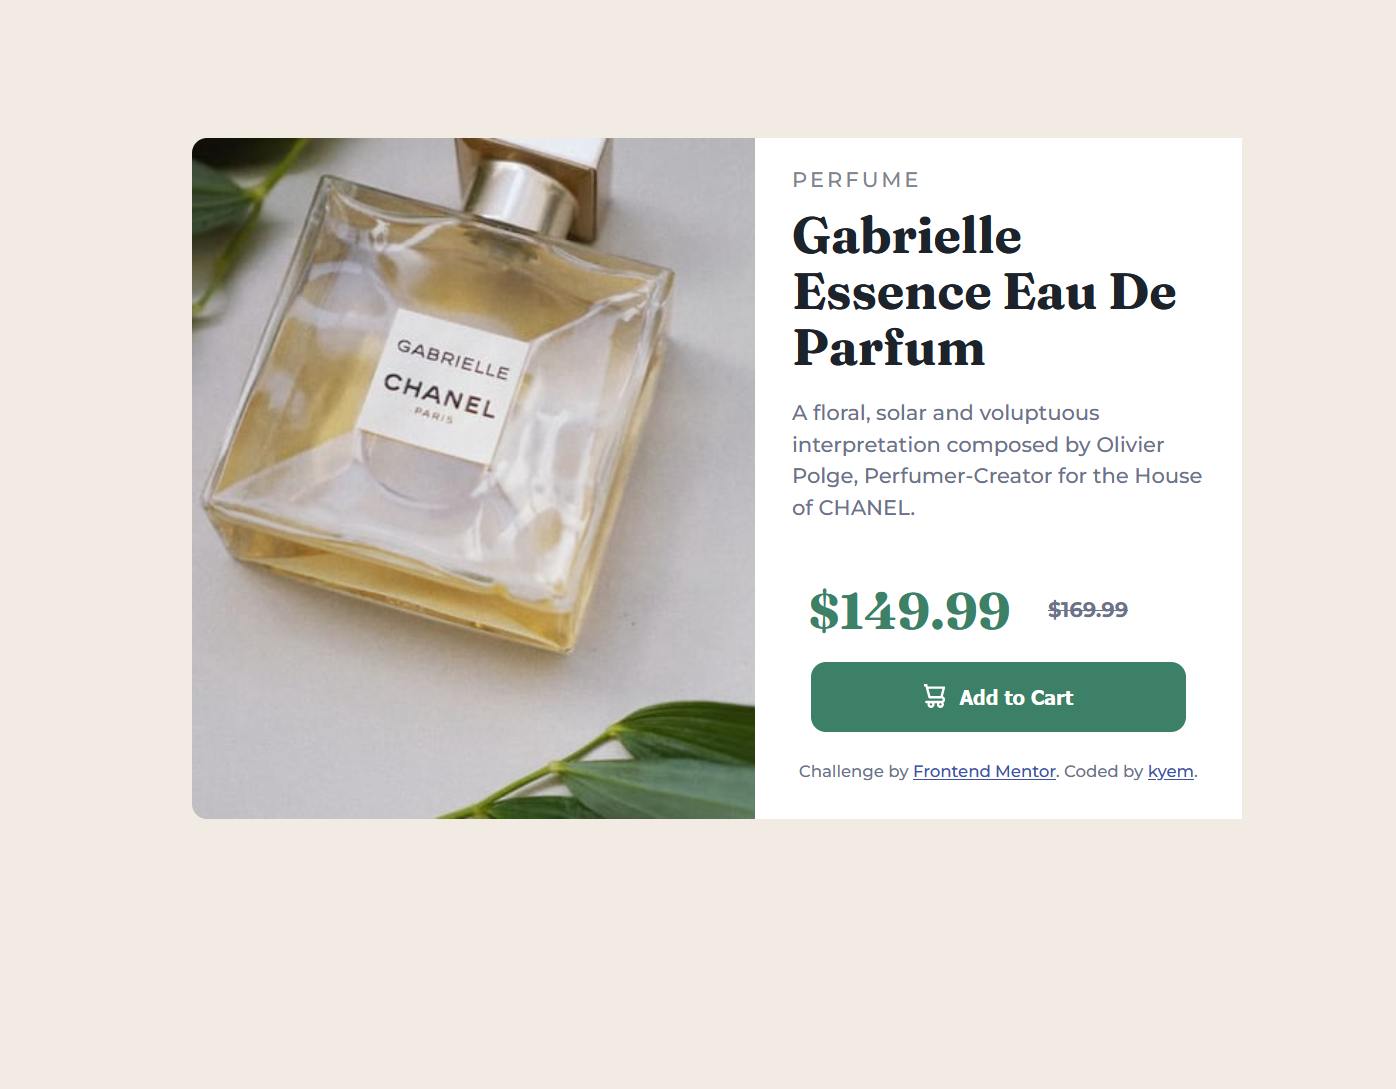 GABRIELLE
CHANEL
PARIS
PERFUME
Gabrielle
Essence Eau De
Parfum
A floral, solar and voluptuous
interpretation composed by Olivier
Polge, Perfumer-Creator for the House
of CHANEL.
$149.99 $169.99
Add to Cart
Challenge by Frontend Mentor. Coded by kyem.